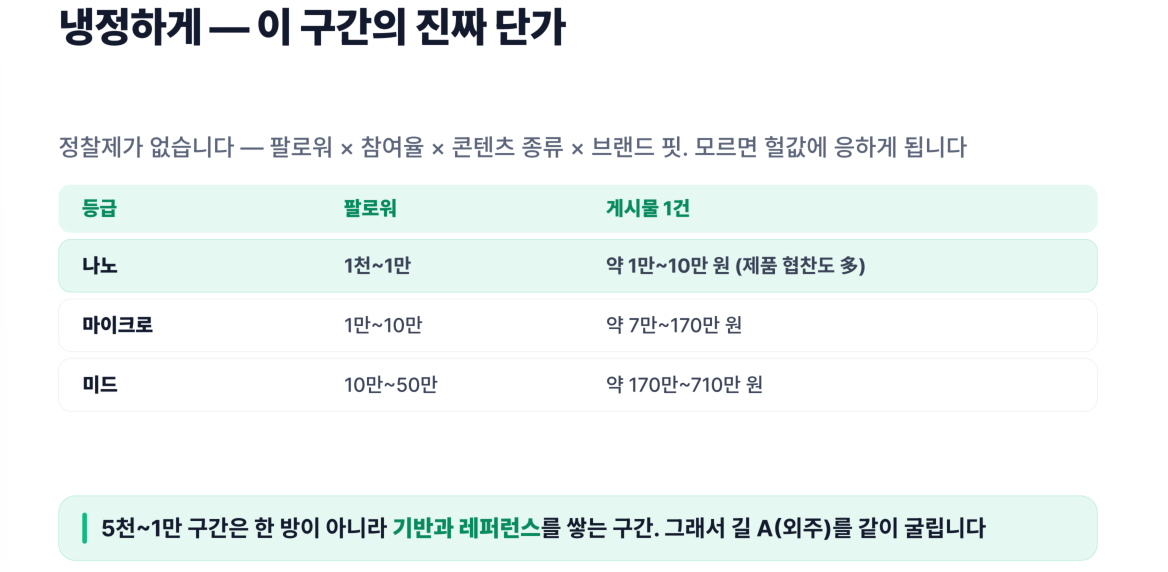 냉정하게 — 이 구간의 진짜 단가
정찰제가 없습니다 — 팔로워 × 참여율 × 콘텐츠 종류 × 브랜드 핏. 모르면 헐값에 응하게 됩니다
등급 팔로워 게시물 1건
나노 1천~1만 약 1만~10만 원 (제품 협찬도 多)
마이크로 1만~10만 약 7만~170만 원
미드 10만~50만 약 170만~710만 원
5천~1만 구간은 한 방이 아니라 기반과 레퍼런스를 쌓는 구간. 그래서 길 A(외주)를 같이 굴립니다